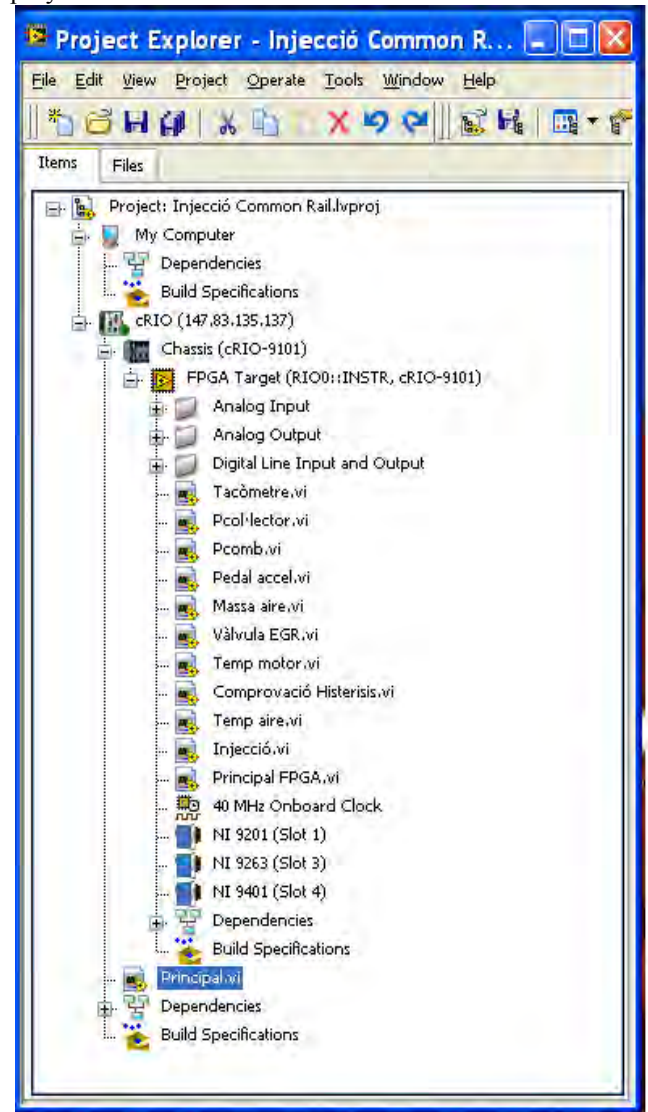 Project Explorer - Injecció Common R...
File Edit View Project Operate Tools Window Help
Items Files
Project: Injecció Common Rail.lvproj
My Computer
Dependencies
Build Specifications
cRIO (147.83.135.137)
Chassis (cRIO-9101)
FPGA Target (RIO0::INSTR, cRIO-9101)
Analog Input
Analog Output
Digital Line Input and Output
Tacòmetre.vi
Pcol·lector.vi
Pcomb.vi
Pedal accel.vi
Massa aire.vi
Vàlvula EGR.vi
Temp motor.vi
Comprovació Histerisis.vi
Temp aire.vi
Injecció.vi
Principal FPGA.vi
40 MHz Onboard Clock
NI 9201 (Slot 1)
NI 9263 (Slot 3)
NI 9401 (Slot 4)
Dependencies
Build Specifications
Principal.vi
Dependencies
Build Specifications